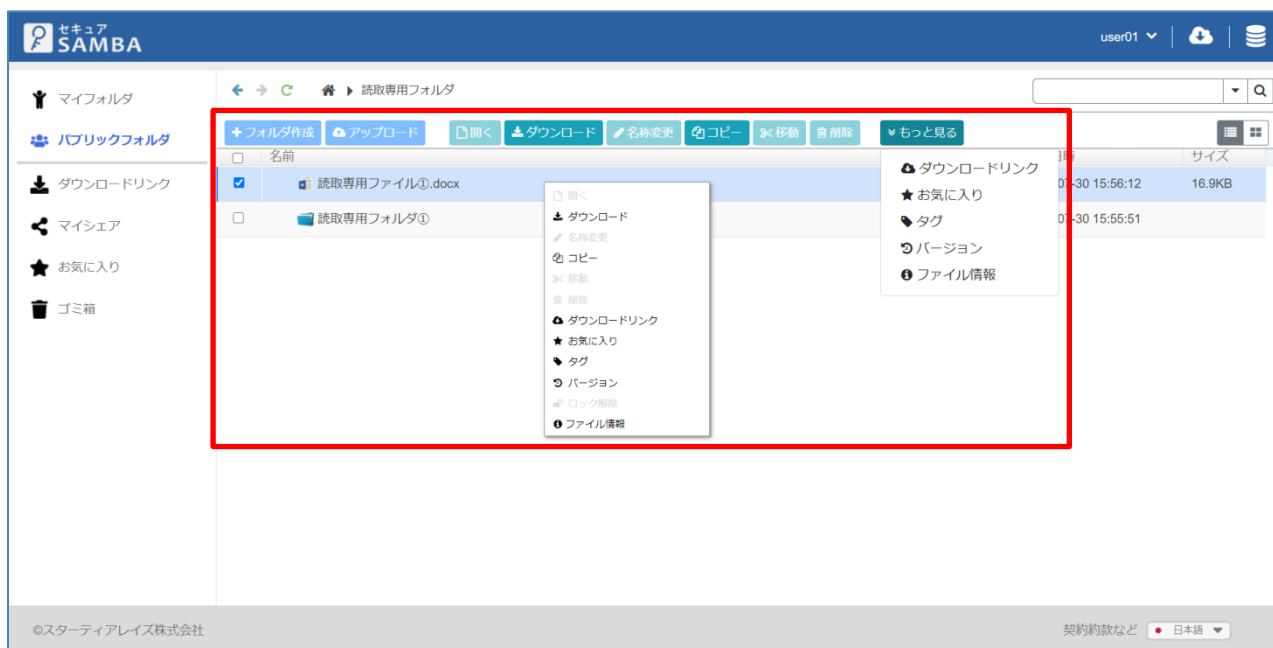 セキュア
SAMBA
user01
マイフォルダ
パブリックフォルダ
ダウンロードリンク
マイシェア
お気に入り
ゴミ箱
読取専用フォルダ
フォルダ作成 アップロード 開く ダウンロード 名称変更 コピー 移動 削除 もっと見る
名前 日時 サイズ
読取専用ファイル①.docx 07-30 15:56:12 16.9KB
読取専用フォルダ① 07-30 15:55:51
開く
ダウンロード
名称変更
コピー
移動
削除
ダウンロードリンク
お気に入り
タグ
バージョン
ロック解除
ファイル情報
ダウンロードリンク
お気に入り
タグ
バージョン
ファイル情報
©スターティアレイズ株式会社
契約約款など 日本語